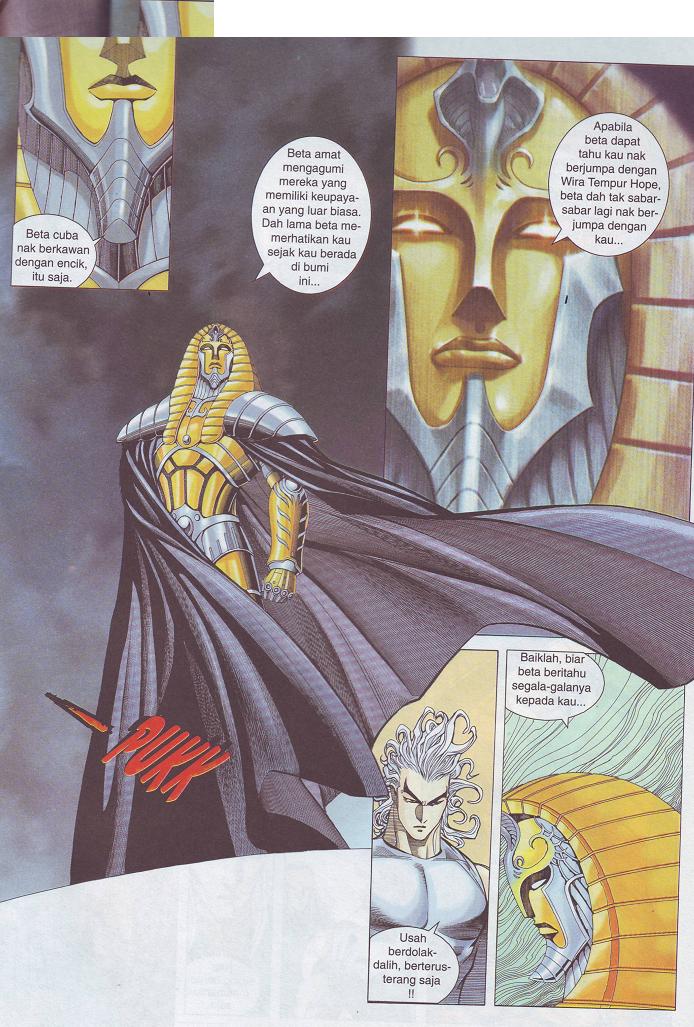 Beta cuba
nak berkawan
dengan encik,
itu saja.
Beta amat
mengagumi
mereka yang
memiliki keupaya-
an yang luar biasa.
Dah lama beta me-
merhatikan kau
sejak kau berada
di bumi
ini...
Apabila
beta dapat
tahu kau nak
berjumpa dengan
Wira Tempur Hope,
beta dah tak sabar-
sabar lagi nak ber-
jumpa dengan
kau...
PUKK
Usah
berdolak-
dalih, berterus-
terang saja
!!
Baiklah, biar
beta beritahu
segala-galanya
kepada kau...